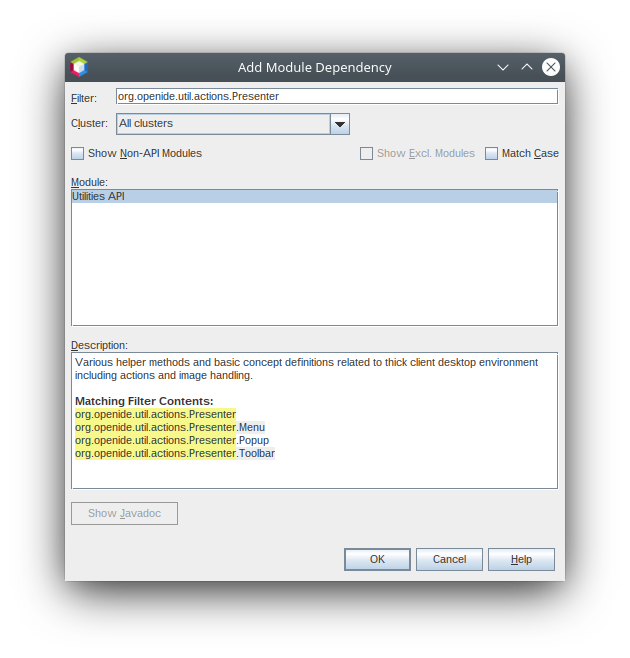 Add Module Dependency
Filter: org.openide.util.actions.Presenter
Cluster: All clusters
Show Non-API Modules Show Excl. Modules Match Case
Module:
Utilities API
Description:
Various helper methods and basic concept definitions related to thick client desktop environment
including actions and image handling.
Matching Filter Contents:
org.openide.util.actions.Presenter
org.openide.util.actions.Presenter.Menu
org.openide.util.actions.Presenter.Popup
org.openide.util.actions.Presenter.Toolbar
Show Javadoc
OK Cancel Help